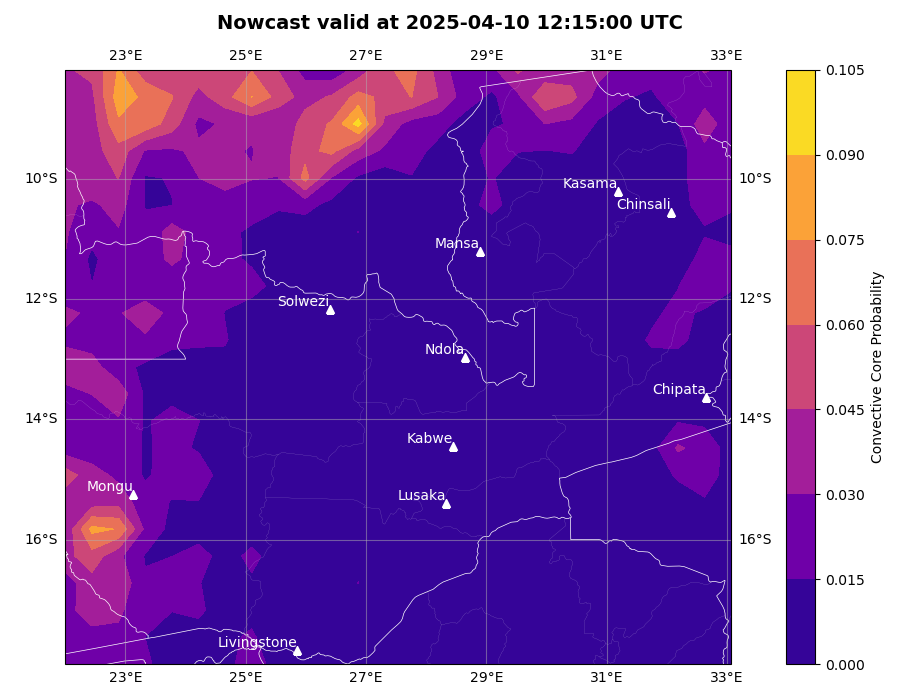 Nowcast valid at 2025-04-10 12:15:00 UTC
23°E 25°E 27°E 29°E 31°E 33°E
0.105
0.090
10°S Kasama 10°S
Chinsali
0.075
Mansa
12°S Solwezi 12°S
0.060
Ndola
Chipata
0.045
14°S 14°S
Kabwe
Mongu
Lusaka
0.030
16°S 16°S
0.015
Livingstone
0.000
23°E 25°E 27°E 29°E 31°E 33°E
Convective Core Probability